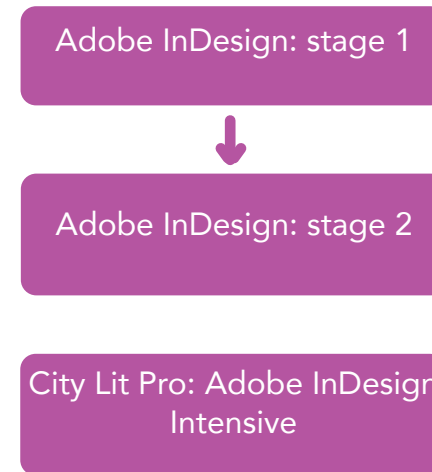 Adobe InDesign: stage 1
Adobe InDesign: stage 2
City Lit Pro: Adobe InDesign
Intensive